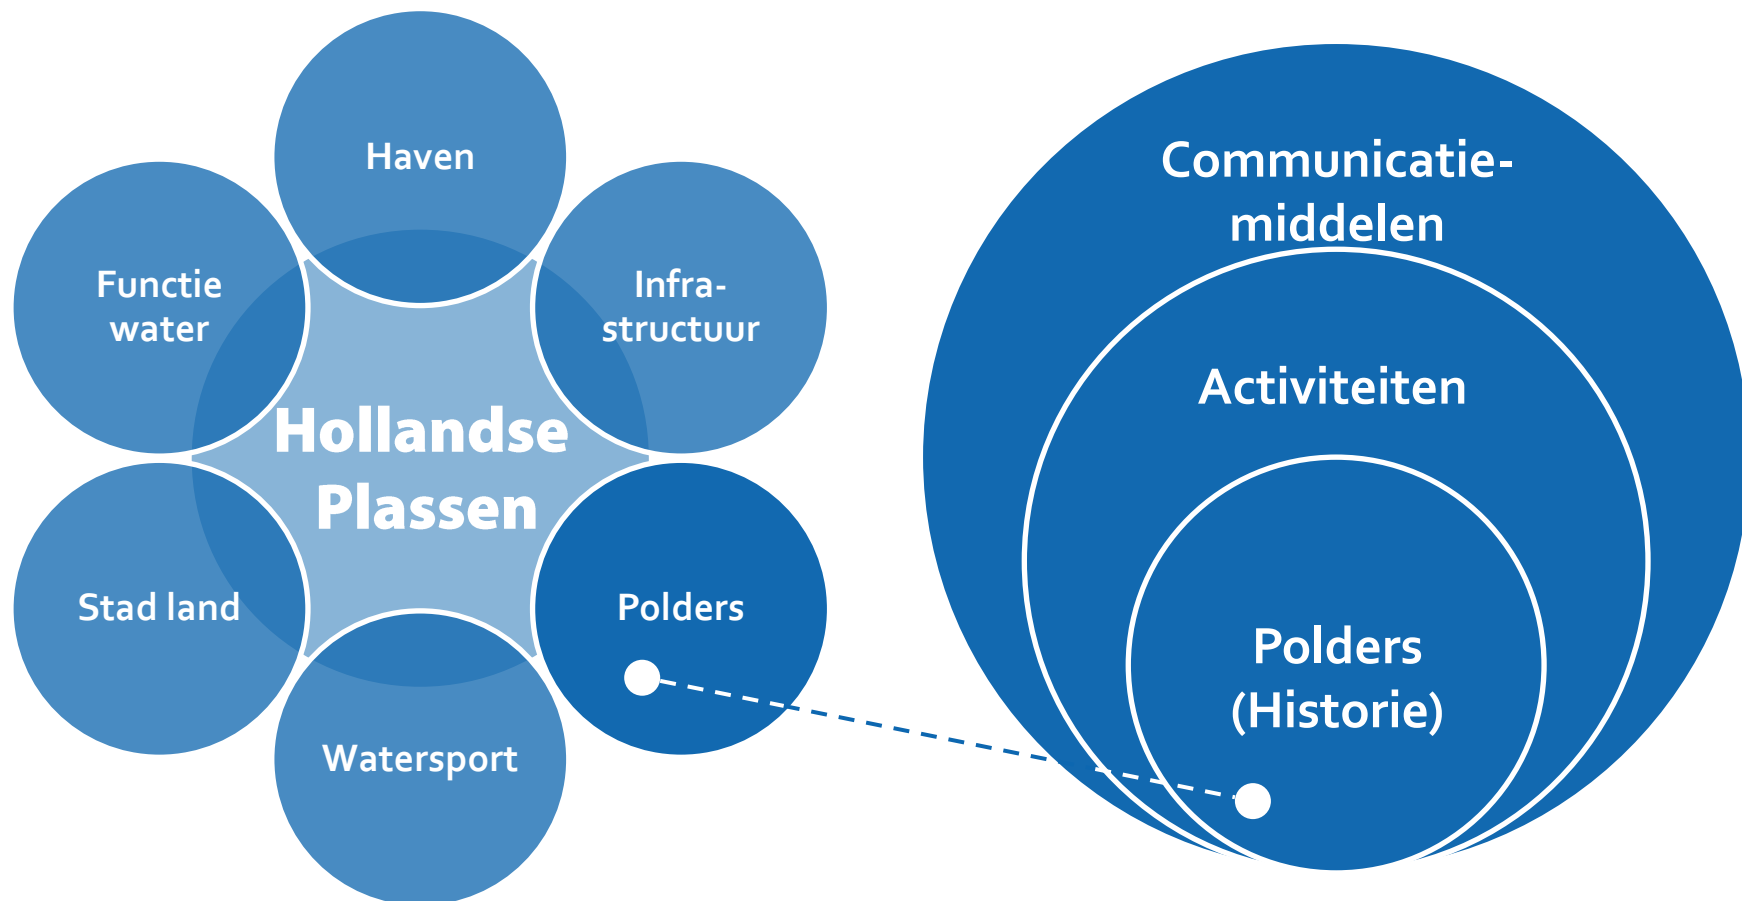 Haven
Functie
water
Infra-
structuur
Hollandse
Plassen
Stad land
Polders
Watersport
Communicatie-
middelen
Activiteiten
Polders
(Historie)